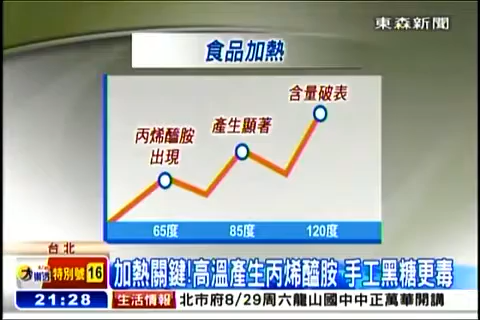 東森新聞
食品加熱
含量破表
產生顯著
丙烯醯胺
出現
65度
85度
120度
台北
特別號16
加熱關鍵!高溫產生丙烯醯胺 手工黑糖更毒
21:28
生活情報
北市府8/29周六龍山國中中正萬華開講